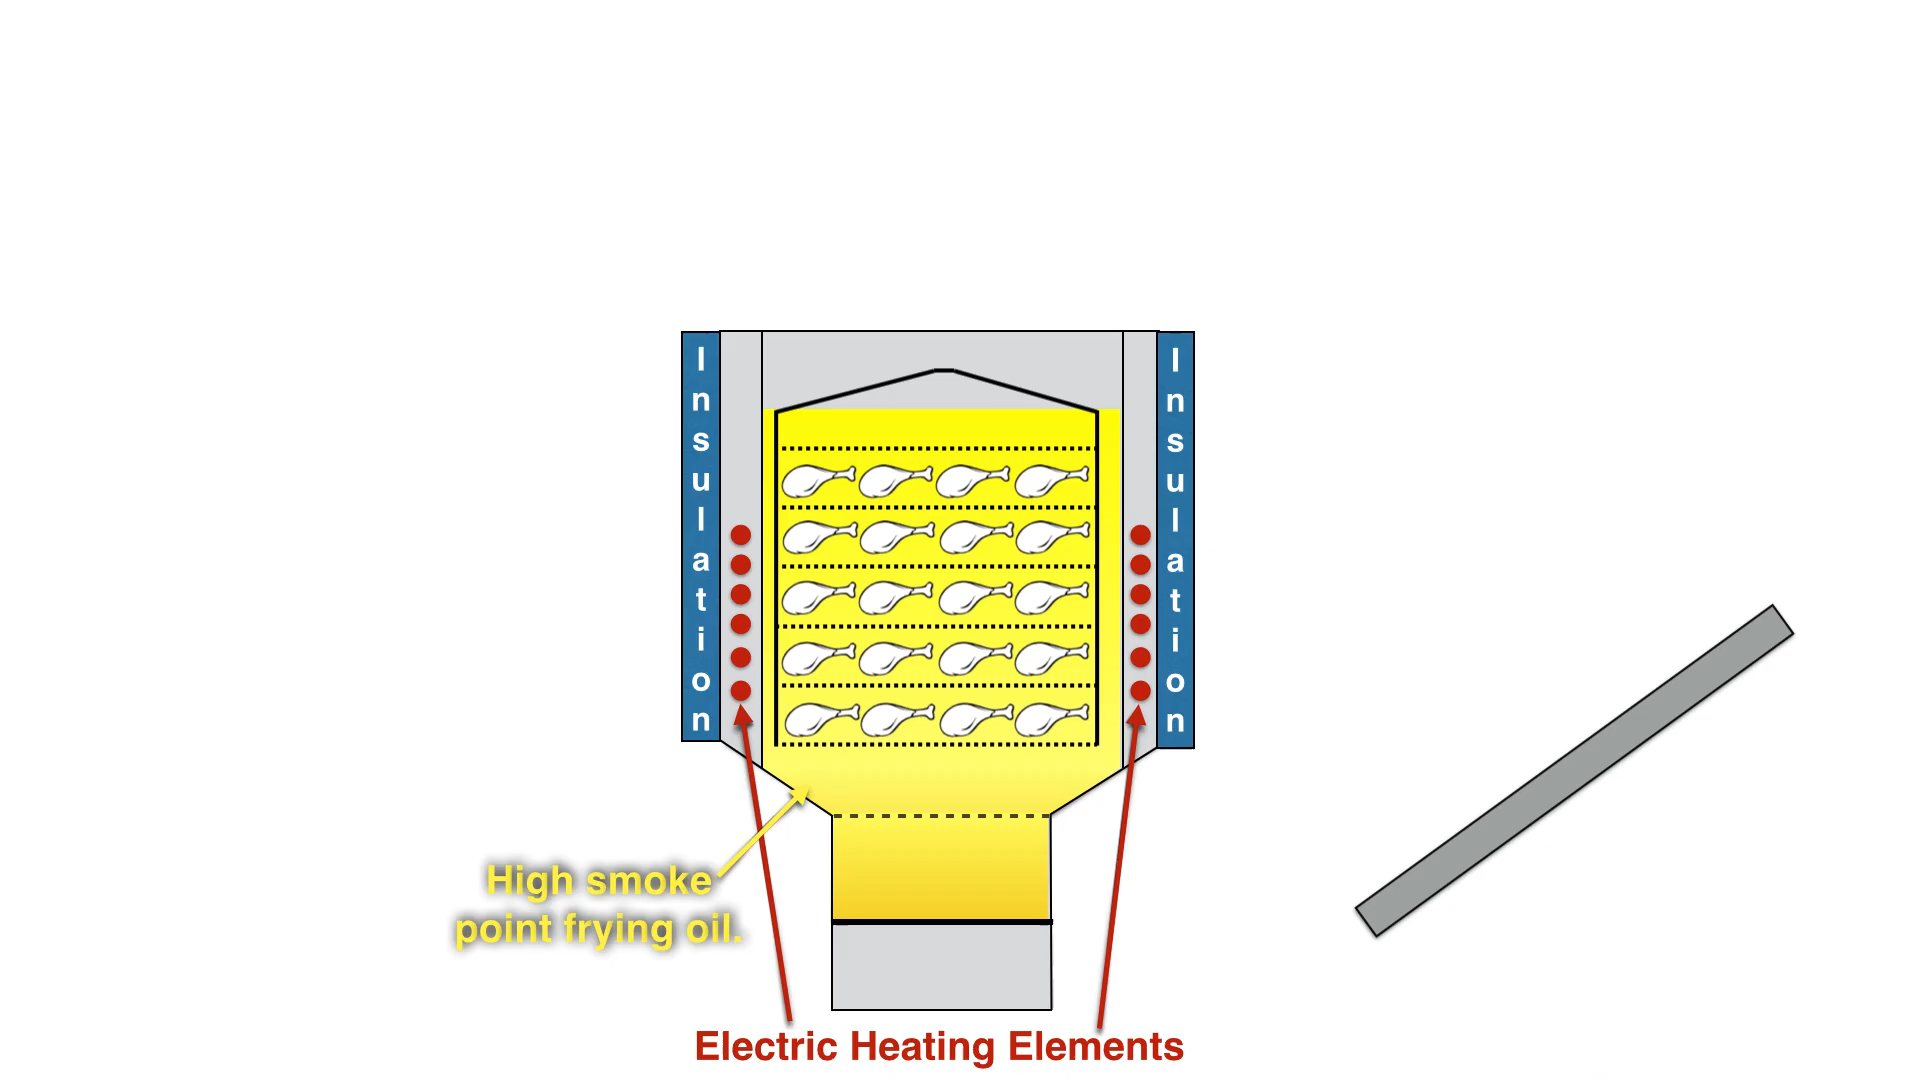 Insulation
Insulation
High smoke
point frying oil.
Electric Heating Elements